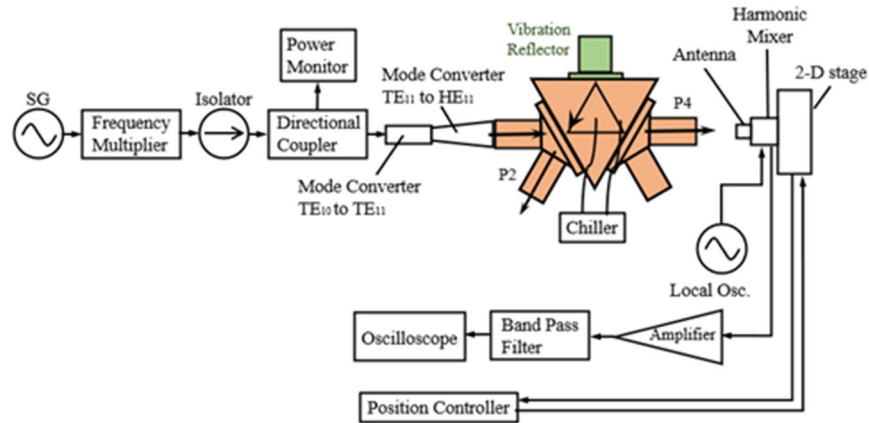 Vibration
Reflector
Harmonic
Mixer
Antenna
2-D stage
Power
Monitor
Mode Converter
TE11 to HE11
SG
Isolator
Frequency
Multiplier
Directional
Coupler
P4
Mode Converter
TE10 to TE11
P2
Chiller
Local Osc.
Oscilloscope
Band Pass
Filter
Amplifier
Position Controller